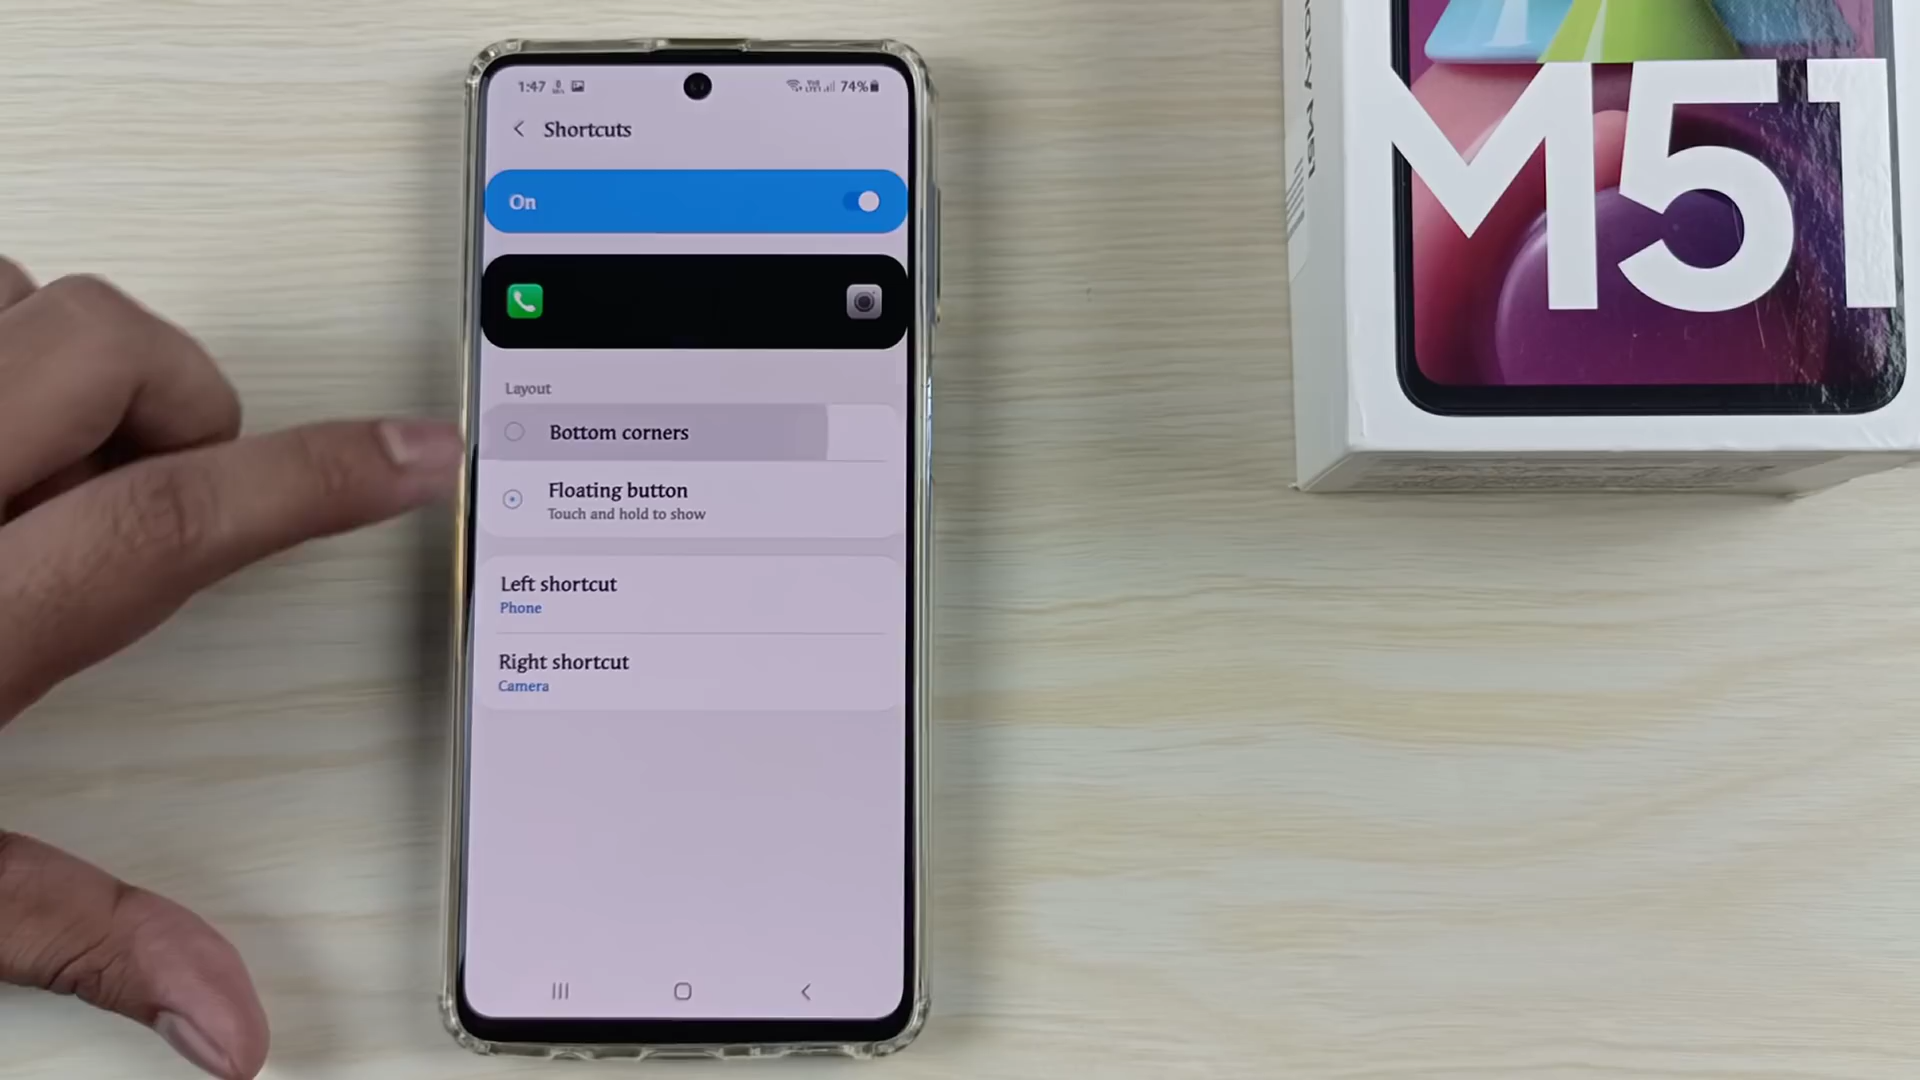 1:47
74%
Shortcuts
On
Layout
Bottom corners
Floating button
Touch and hold to show
Left shortcut
Phone
Right shortcut
Camera
M51